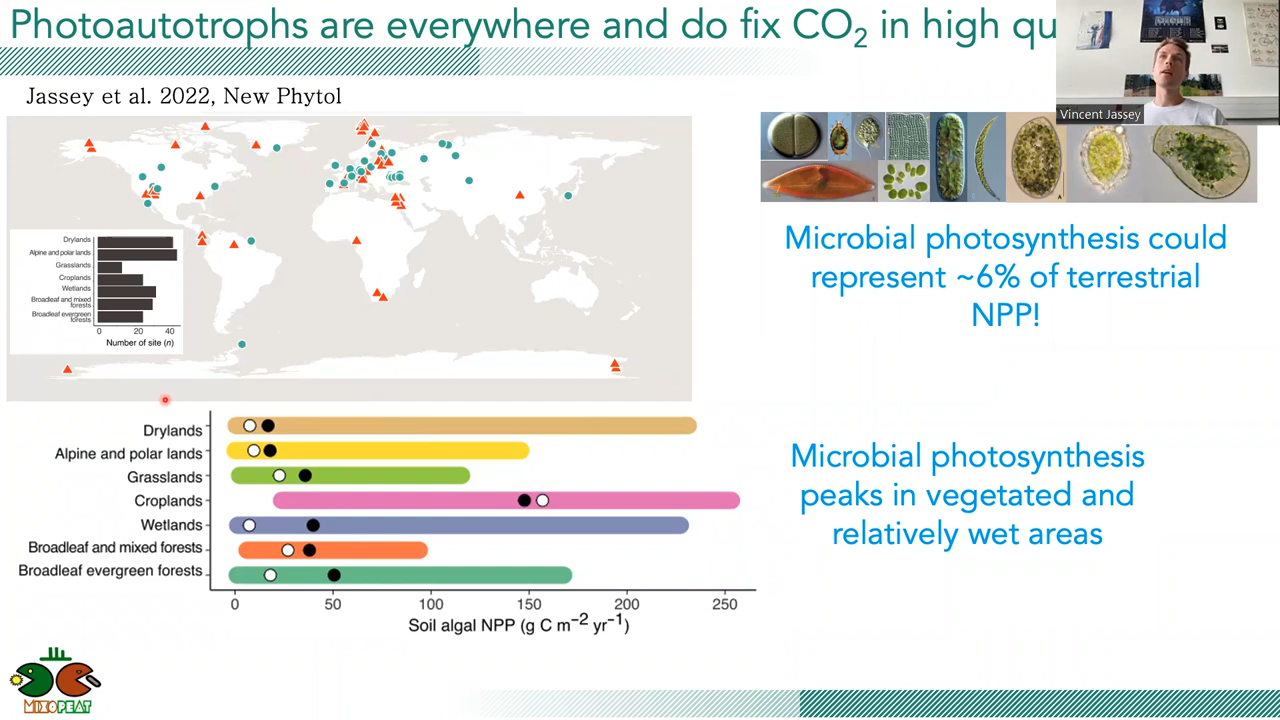 Photoautotrophs are everywhere and do fix CO₂ in high qu
Vincent Jassey
Jassey et al. 2022, New Phytol
Drylands
Alpine and polar lands
Grasslands
Croplands
Wetlands
Broadleaf and mixed
forests
Broadleaf evergreen
forests
0 20 40
Number of site (n)
A
Microbial photosynthesis could
represent ~6% of terrestrial
NPP!
Drylands
Alpine and polar lands
Grasslands
Croplands
Wetlands
Broadleaf and mixed forests
Broadleaf evergreen forests
0 50 100 150 200 250
Soil algal NPP (g C m⁻² yr⁻¹)
Microbial photosynthesis
peaks in vegetated and
relatively wet areas
MIXOPEAT